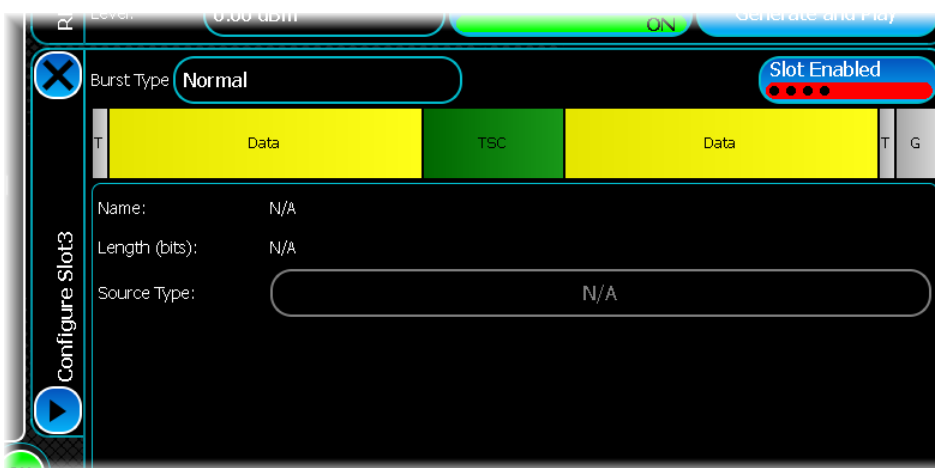 Level:
0.00 dBm
ON
Generate and Play
Burst Type
Normal
Slot Enabled
T
Data
TSC
Data
T
G
Name:
N/A
Length (bits):
N/A
Source Type:
N/A
Configure Slot3